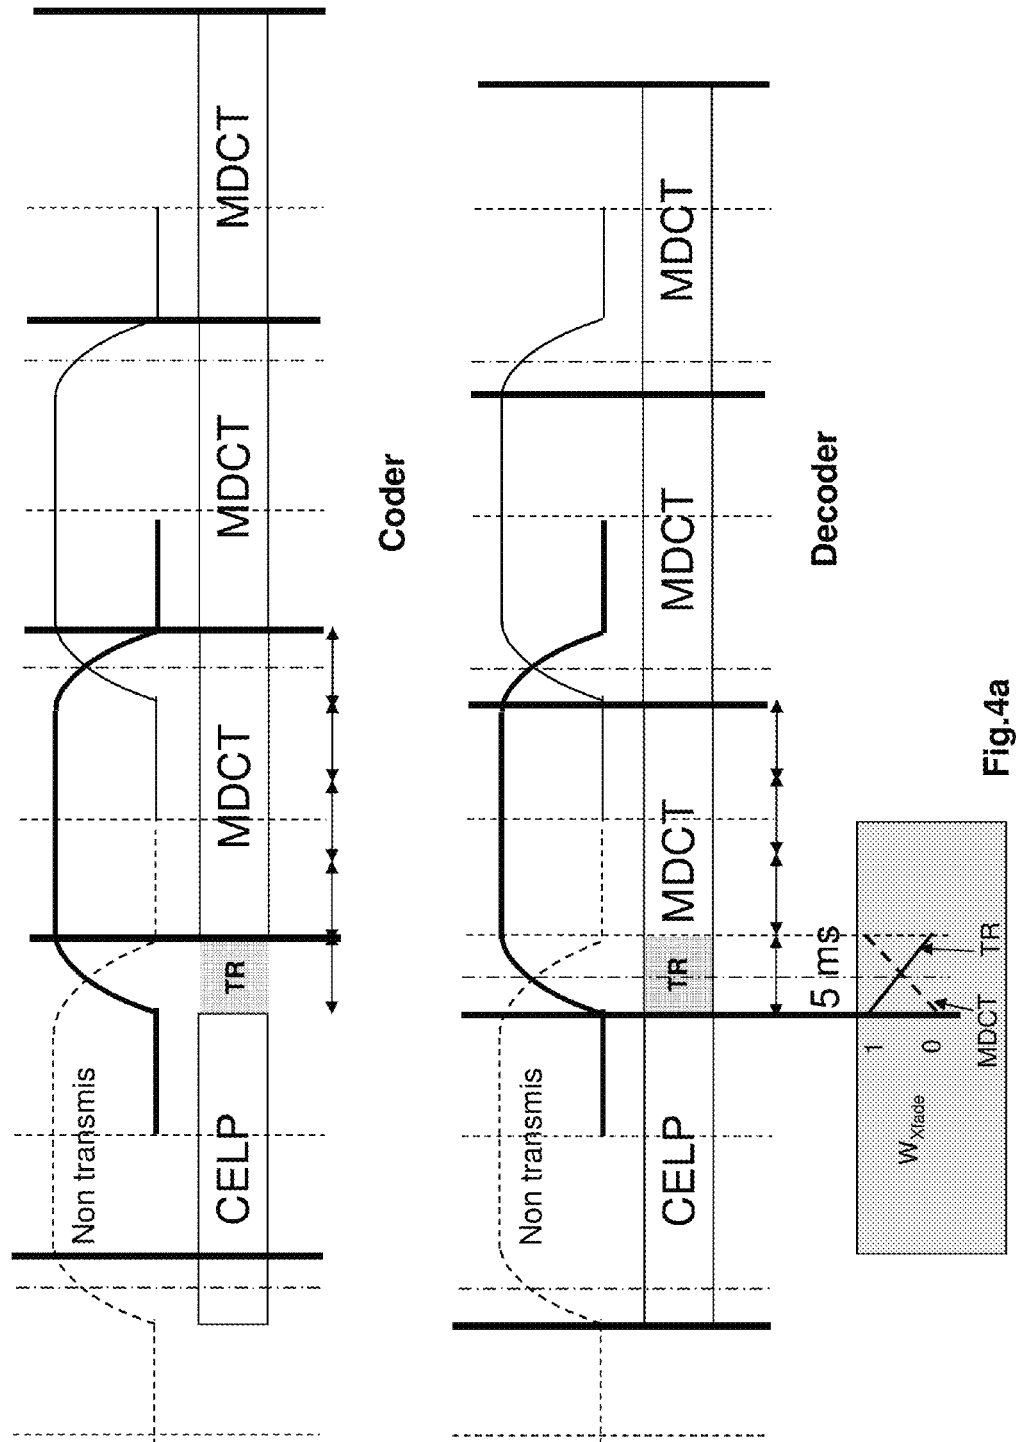 Non transmis
CELP
TR
MDCT
MDCT
MDCT
Coder
Non transmis
CELP
TR
MDCT
MDCT
MDCT
5 ms
Decoder
WXfade
1
0
MDCT
TR
Fig.4a